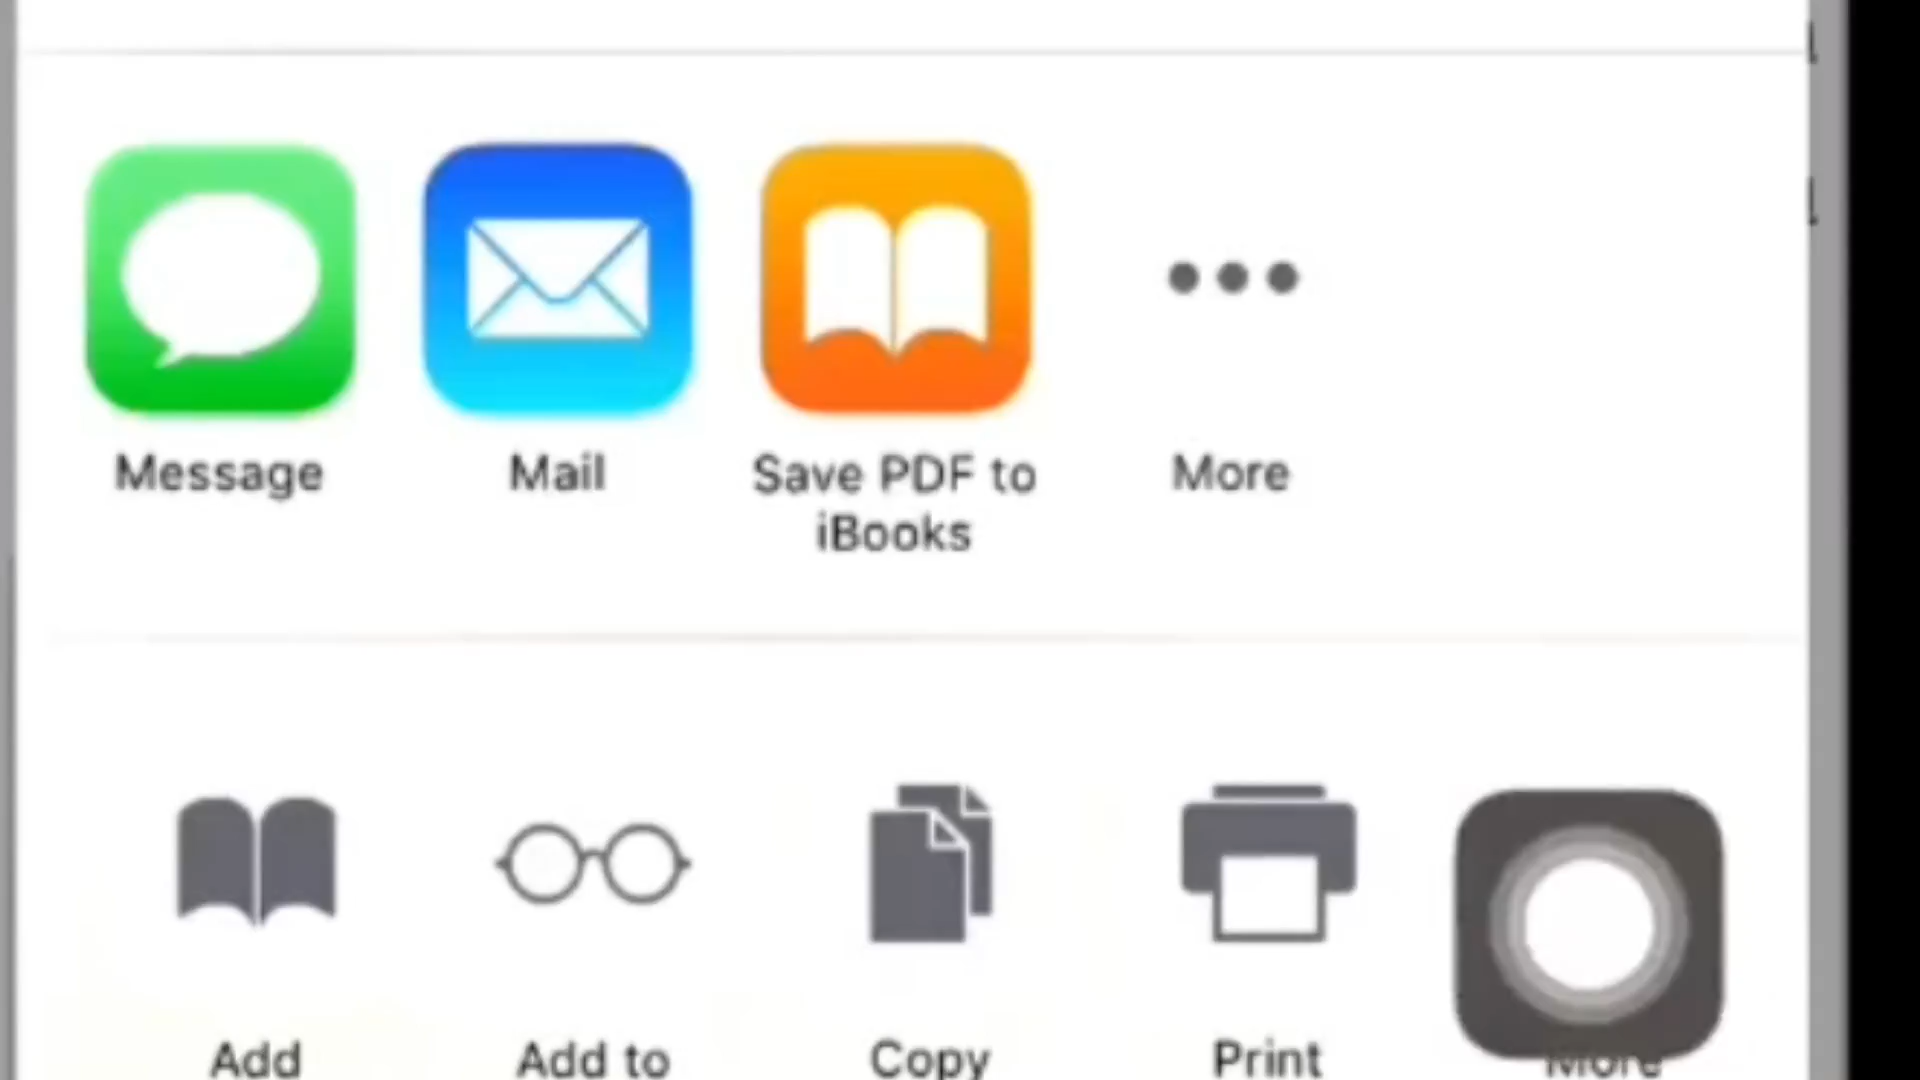 Message
Mail
Save PDF to
iBooks
More
Add
Add to
Copy
Print
More